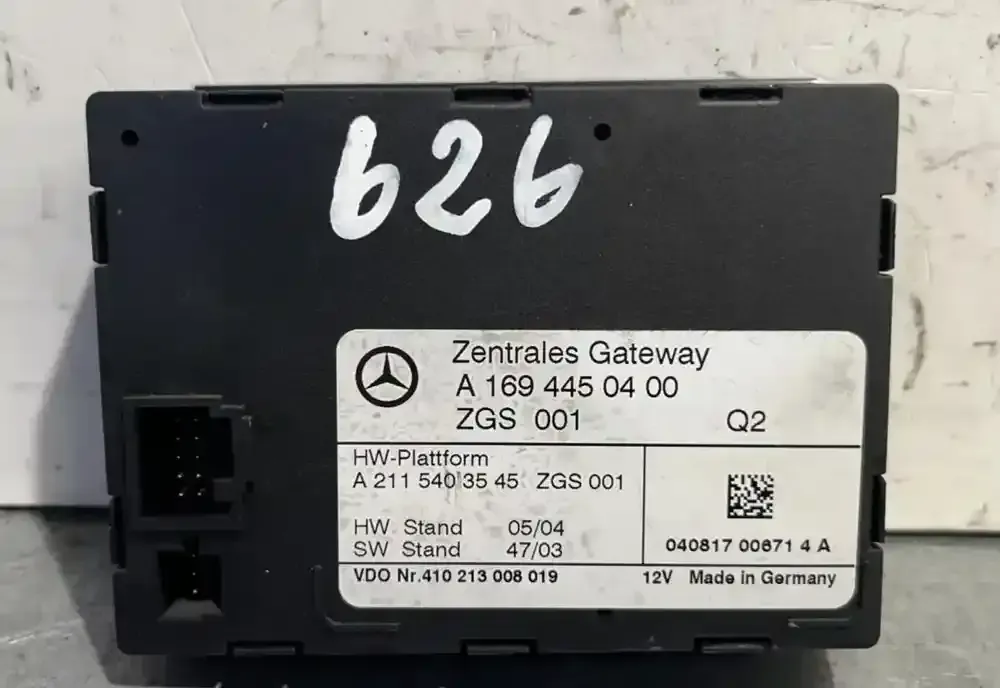 626
Zentrales Gateway
A 169 445 04 00
ZGS 001 Q2
HW-Plattform
A 211 540 35 45 ZGS 001
HW Stand 05/04
SW Stand 47/03
040817 00671 4 A
VDO Nr.410 213 008 019 12V Made in Germany